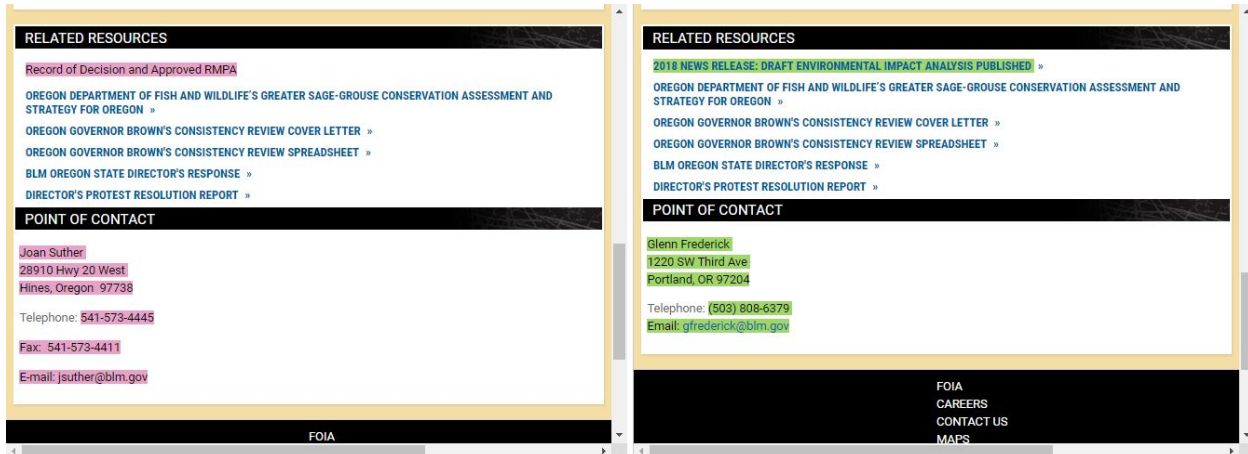 RELATED RESOURCES
Record of Decision and Approved RMPA
OREGON DEPARTMENT OF FISH AND WILDLIFE'S GREATER SAGE-GROUSE CONSERVATION ASSESSMENT AND
STRATEGY FOR OREGON »
OREGON GOVERNOR BROWN'S CONSISTENCY REVIEW COVER LETTER »
OREGON GOVERNOR BROWN'S CONSISTENCY REVIEW SPREADSHEET »
BLM OREGON STATE DIRECTOR'S RESPONSE »
DIRECTOR'S PROTEST RESOLUTION REPORT »
POINT OF CONTACT
Joan Suther
28910 Hwy 20 West
Hines, Oregon 97738
Telephone: 541-573-4445
Fax: 541-573-4411
E-mail: jsuther@blm.gov
FOIA
RELATED RESOURCES
2018 NEWS RELEASE: DRAFT ENVIRONMENTAL IMPACT ANALYSIS PUBLISHED »
OREGON DEPARTMENT OF FISH AND WILDLIFE'S GREATER SAGE-GROUSE CONSERVATION ASSESSMENT AND
STRATEGY FOR OREGON »
OREGON GOVERNOR BROWN'S CONSISTENCY REVIEW COVER LETTER »
OREGON GOVERNOR BROWN'S CONSISTENCY REVIEW SPREADSHEET »
BLM OREGON STATE DIRECTOR'S RESPONSE »
DIRECTOR'S PROTEST RESOLUTION REPORT »
POINT OF CONTACT
Glenn Frederick
1220 SW Third Ave
Portland, OR 97204
Telephone: (503) 808-6379
Email: gfrederick@blm.gov
FOIA
CAREERS
CONTACT US
MAPS